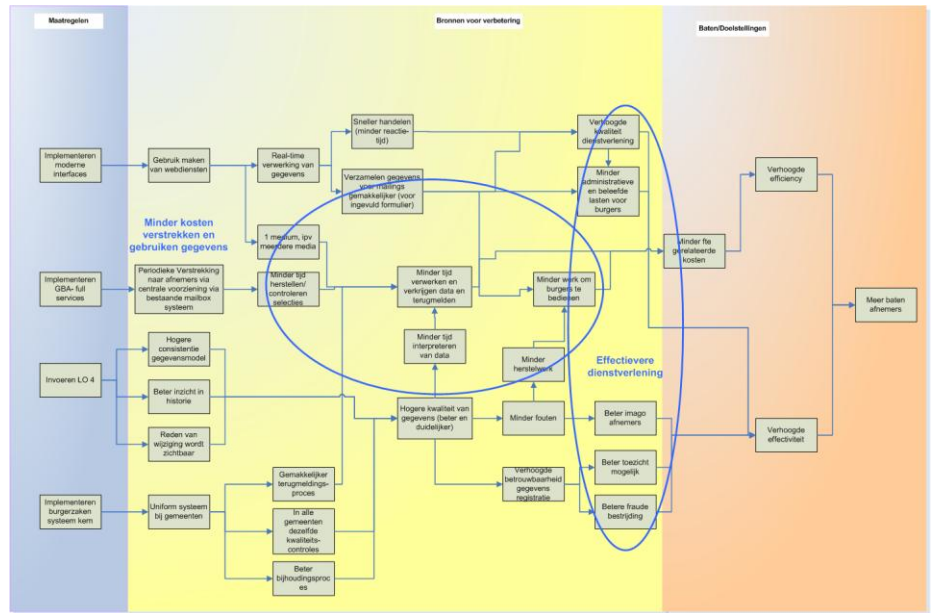 Maatregelen
Bronnen voor verbetering
Baten/Doelstellingen
Implementeren
moderne
interfaces
Gebruik maken
van webdiensten
Real-time
verwerking van
gegevens
Sneller handelen
(minder reactie-
tijd)
Verzamelen gegevens
voor mailings
gemakkelijker (voor
ingevuld formulier)
Verhoogde
kwaliteit
dienstverlening
Minder
administratieve
en beleefde
lasten voor
burgers
Verhoogde
efficiency
Minder kosten
verstrekken en
gebruiken gegevens
1 medium, ipv
meerdere media
Minder fte
gerelateerde
kosten
Implementeren
GBA- full
services
Periodieke Verstrekking
naar afnemers via
centrale voorziening via
bestaande mailbox
systeem
Minder tijd
herstellen/
controleren
selecties
Minder tijd
verwerken en
verkrijgen data en
terugmelden
Minder werk om
burgers te
bedienen
Meer baten
afnemers
Minder tijd
interpreteren
van data
Minder
herstelwerk
Effectievere
dienstverlening
Invoeren LO 4
Hogere
consistentie
gegevensmodel
Beter inzicht in
historie
Reden van
wijziging wordt
zichtbaar
Hogere kwaliteit van
gegevens (beter en
duidelijker)
Minder fouten
Beter imago
afnemers
Verhoogde
effectiviteit
Verhoogde
betrouwbaarheid
gegevens
registratie
Beter toezicht
mogelijk
Betere fraude
bestrijding
Implementeren
burgerzaken
systeem kern
Uniform systeem
bij gemeenten
Gemakkelijker
terugmeldings-
proces
In alle
gemeenten
dezelfde
kwaliteits-
controles
Beter
bijhoudingsproc
es